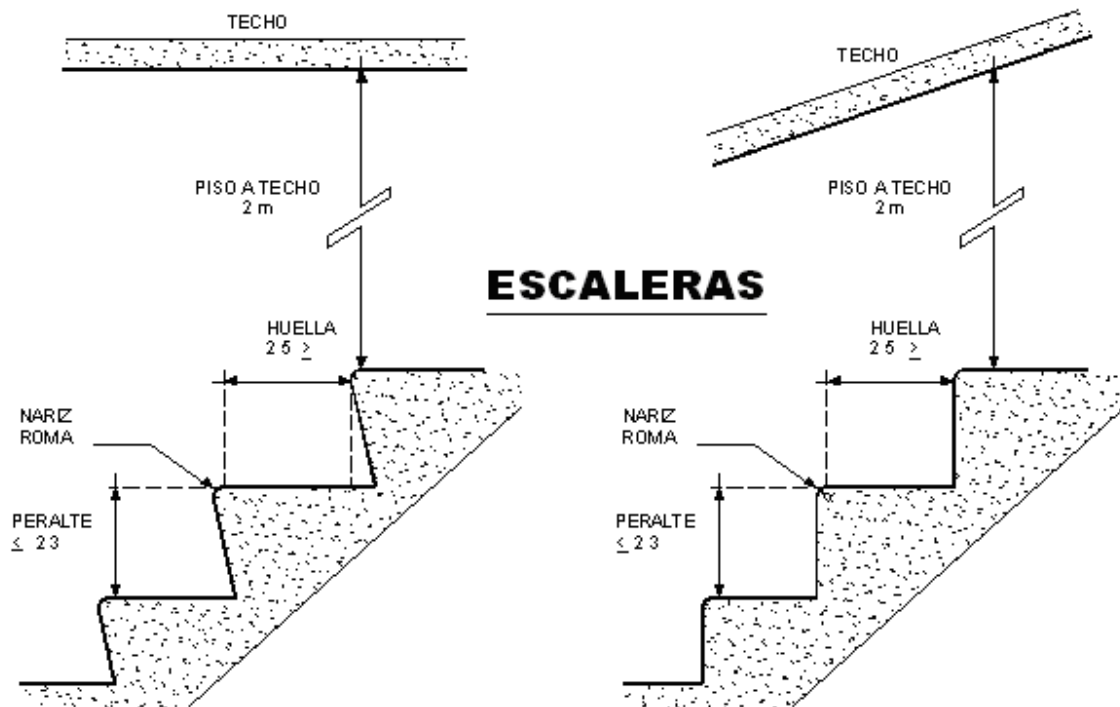 TECHO
PISO A TECHO
2 m
HUELLA
25 ≥
NARIZ
ROMA
PERALTE
≤ 23
ESCALERAS
TECHO
PISO A TECHO
2 m
HUELLA
25 ≥
NARIZ
ROMA
PERALTE
≤ 23